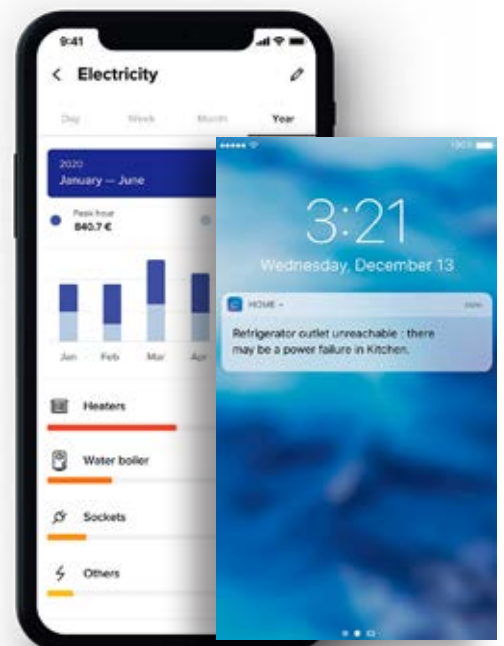 9:41
Electricity
Day Week Month Year
2020
January — June
Peak hour
840.7 €
Jan Feb Mar Apr
Heaters
Water boiler
Sockets
Others
3:21
Wednesday, December 13
HOME
Refrigerator outlet unreachable : there
may be a power failure in Kitchen.